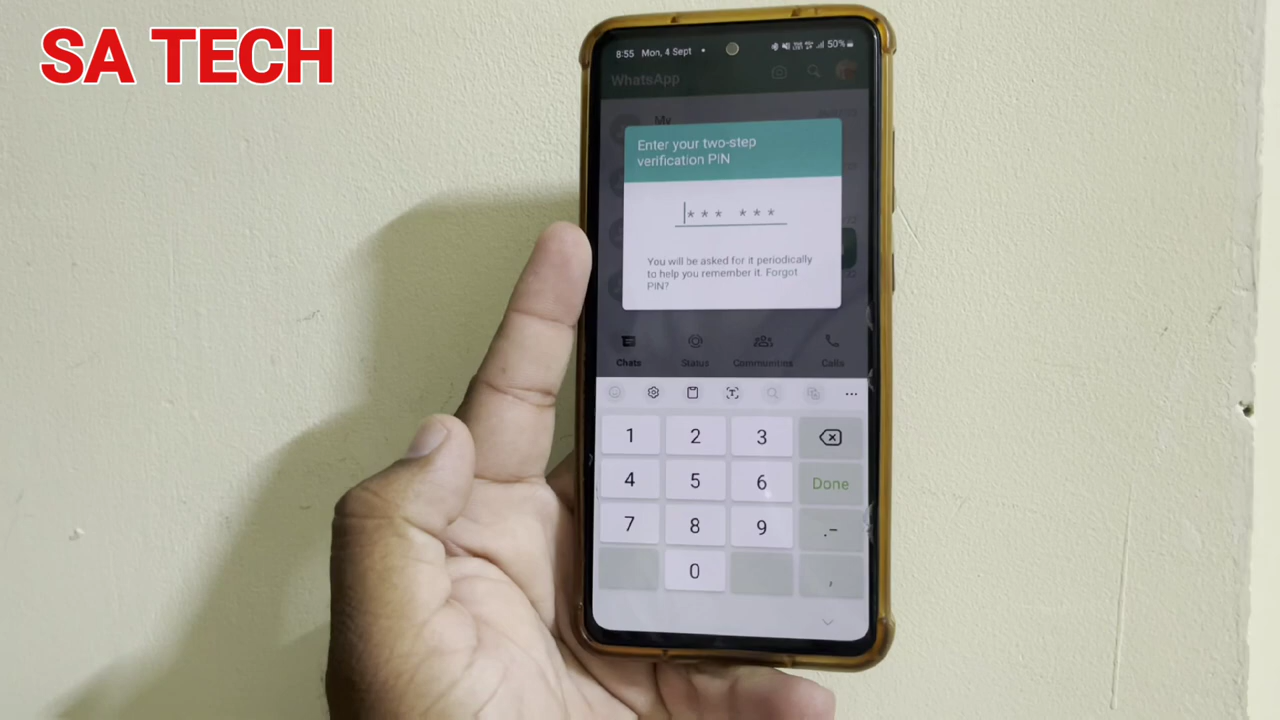 SA TECH
8:55 Mon, 4 Sept • 50%
WhatsApp
My
Enter your two-step
verification PIN
*** ***
You will be asked for it periodically
to help you remember it. Forgot
PIN?
Chats Status Communities Calls
1 2 3
4 5 6 Done
7 8 9 .-
0 ,